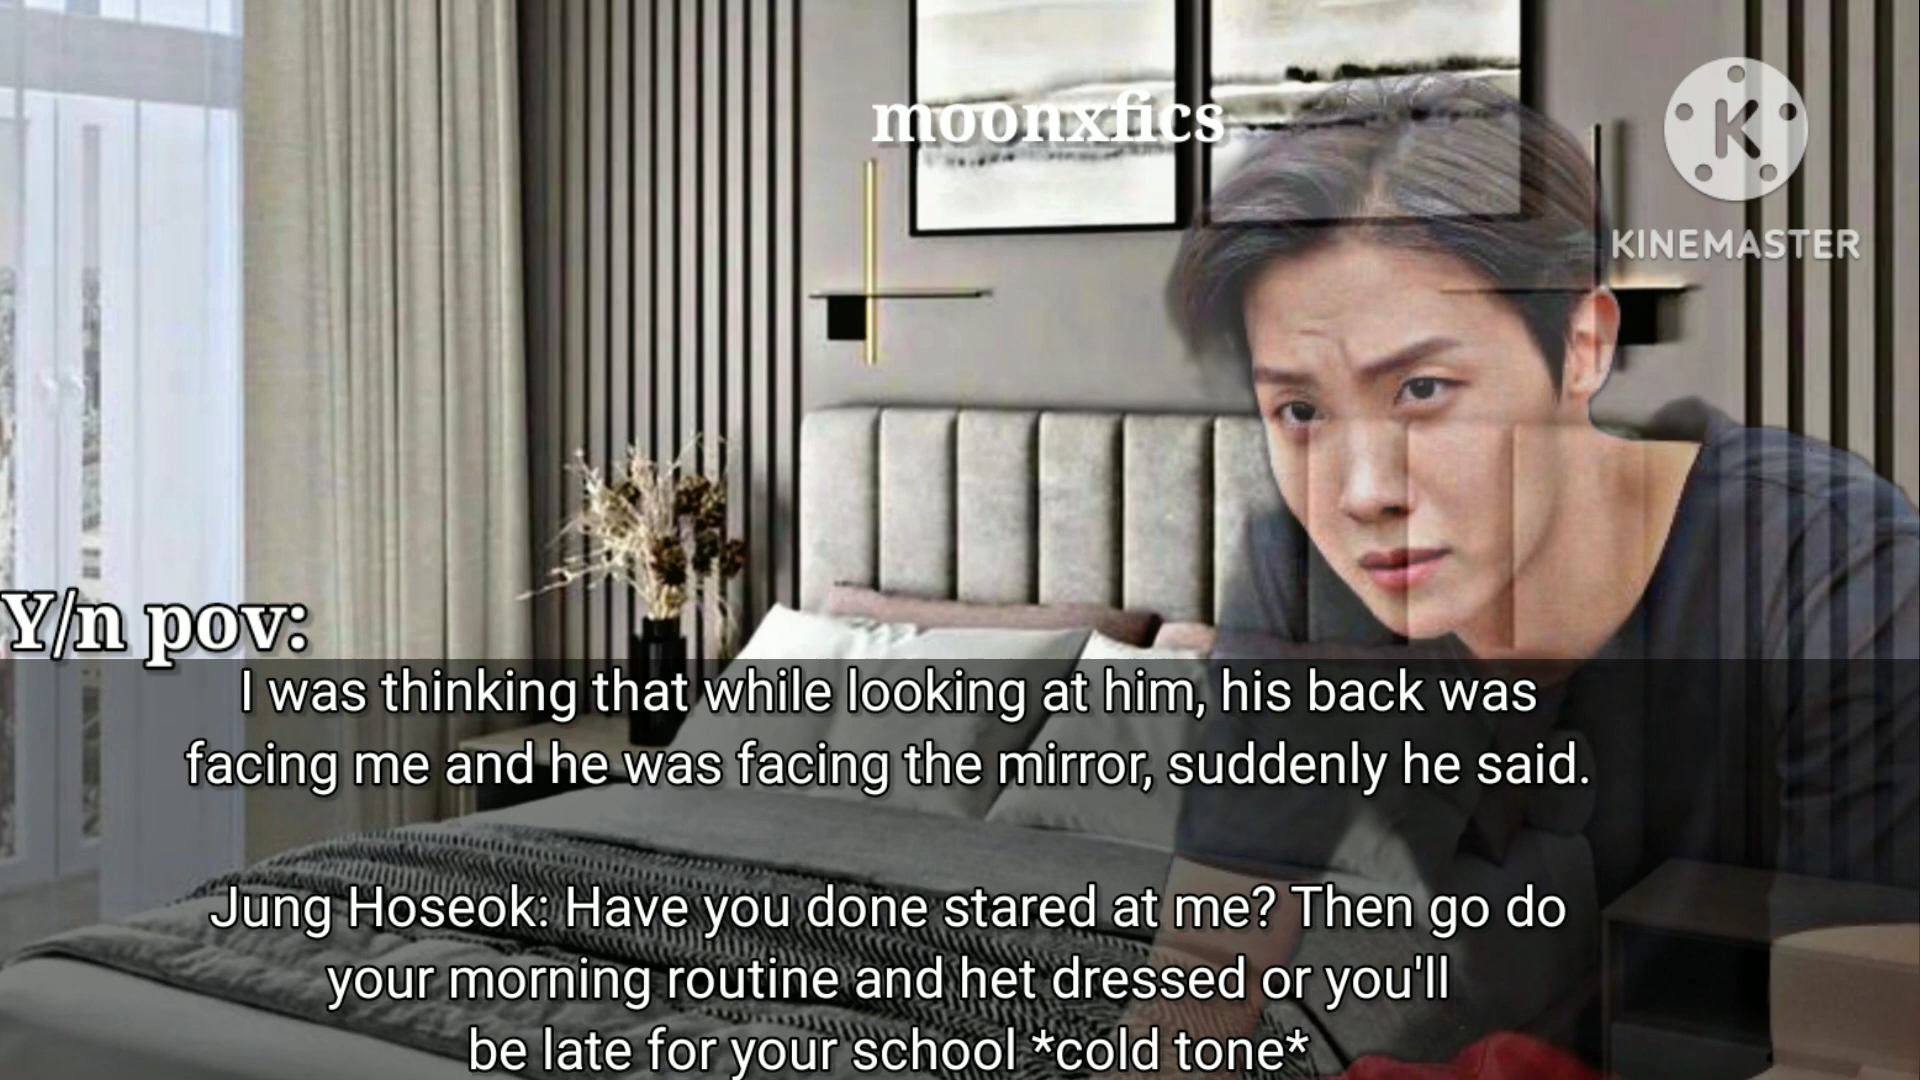 moonxfics
KINEMASTER
Y/n pov:
I was thinking that while looking at him, his back was
facing me and he was facing the mirror, suddenly he said.
Jung Hoseok: Have you done stared at me? Then go do
your morning routine and het dressed or you'll
be late for your school *cold tone*